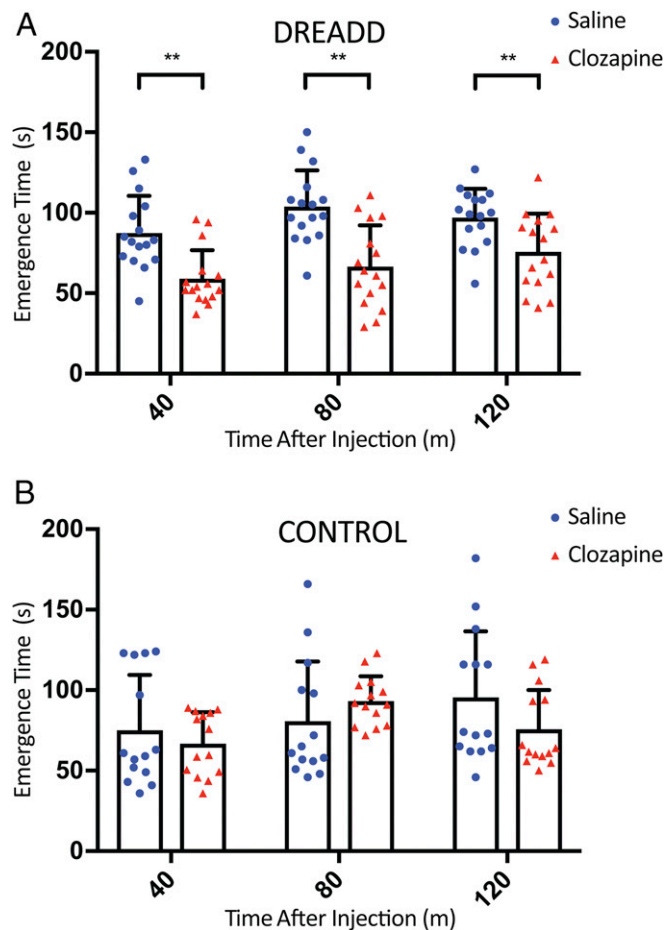 A
DREADD
Saline
Clozapine
**
**
**
200
150
100
50
0
Emergence Time (s)
40
80
120
Time After Injection (m)
B
CONTROL
Saline
Clozapine
200
150
100
50
0
Emergence Time (s)
40
80
120
Time After Injection (m)